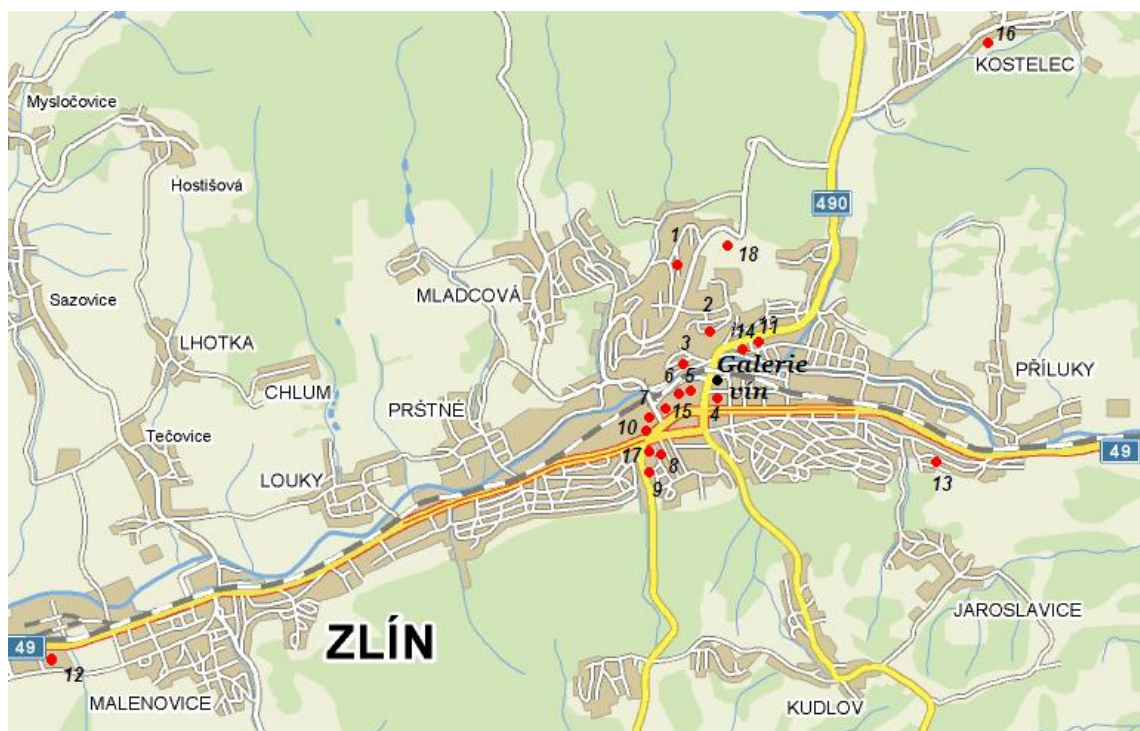 16
KOSTELEC
Mysločovice
Hostišová
490
1
18
Sazovice
MLADCOVÁ
2
14
LHOTKA
3
Galerie
PŘÍLUKY
CHLUM
6
5
vín
PRŠTNÉ
7
15
4
Tečovice
10
49
LOUKY
17
8
13
9
JAROSLAVICE
49
ZLÍN
12
MALENOVICE
KUDLOV